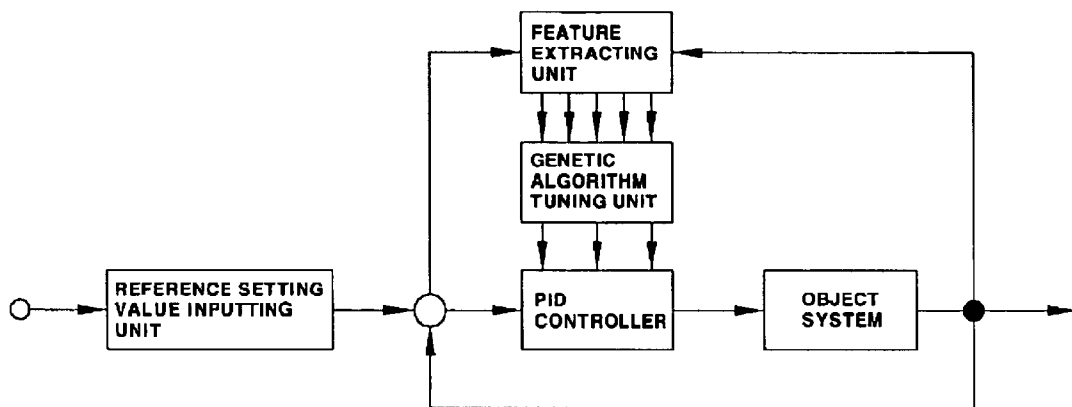 FEATURE
EXTRACTING
UNIT
GENETIC
ALGORITHM
TUNING UNIT
REFERENCE SETTING
VALUE INPUTTING
UNIT
PID
CONTROLLER
OBJECT
SYSTEM